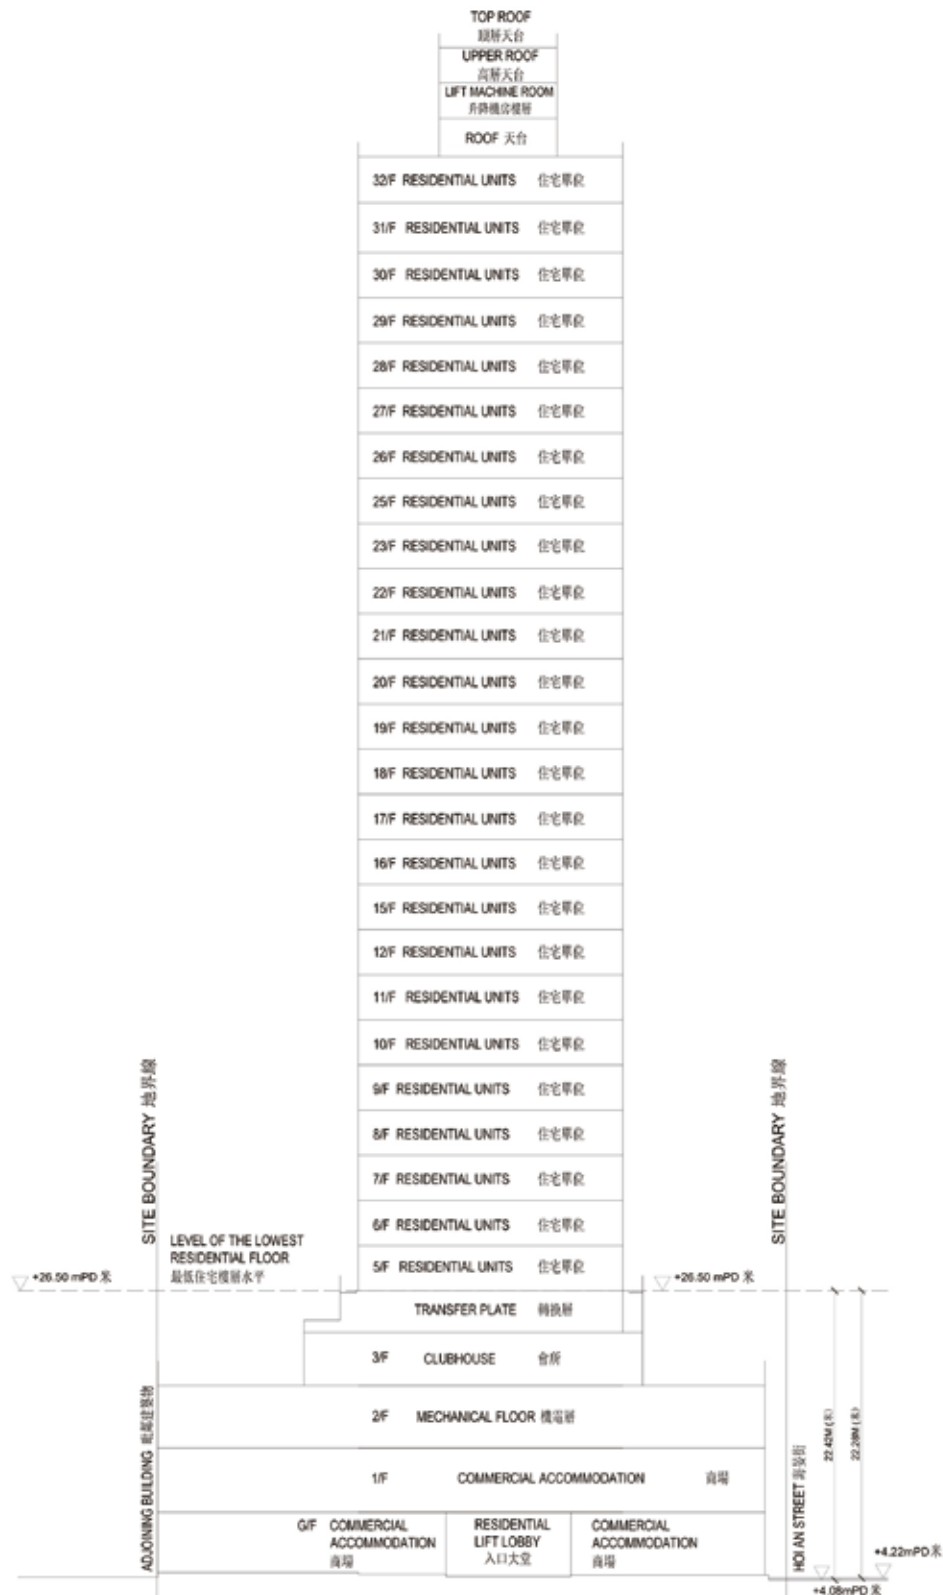 TOP ROOF
頂層天台
UPPER ROOF
高層天台
LIFT MACHINE ROOM
升降機房樓層
ROOF 天台
32/F RESIDENTIAL UNITS 住宅單位
31/F RESIDENTIAL UNITS 住宅單位
30/F RESIDENTIAL UNITS 住宅單位
29/F RESIDENTIAL UNITS 住宅單位
28/F RESIDENTIAL UNITS 住宅單位
27/F RESIDENTIAL UNITS 住宅單位
26/F RESIDENTIAL UNITS 住宅單位
25/F RESIDENTIAL UNITS 住宅單位
23/F RESIDENTIAL UNITS 住宅單位
22/F RESIDENTIAL UNITS 住宅單位
21/F RESIDENTIAL UNITS 住宅單位
20/F RESIDENTIAL UNITS 住宅單位
19/F RESIDENTIAL UNITS 住宅單位
18/F RESIDENTIAL UNITS 住宅單位
17/F RESIDENTIAL UNITS 住宅單位
16/F RESIDENTIAL UNITS 住宅單位
15/F RESIDENTIAL UNITS 住宅單位
12/F RESIDENTIAL UNITS 住宅單位
11/F RESIDENTIAL UNITS 住宅單位
10/F RESIDENTIAL UNITS 住宅單位
9/F RESIDENTIAL UNITS 住宅單位
8/F RESIDENTIAL UNITS 住宅單位
7/F RESIDENTIAL UNITS 住宅單位
6/F RESIDENTIAL UNITS 住宅單位
5/F RESIDENTIAL UNITS 住宅單位
SITE BOUNDARY 地界線
SITE BOUNDARY 地界線
LEVEL OF THE LOWEST
RESIDENTIAL FLOOR
最低住宅樓層水平
+26.50 mPD 米
+26.50 mPD 米
TRANSFER PLATE 轉換層
3/F CLUBHOUSE 會所
2/F MECHANICAL FLOOR 機電層
1/F COMMERCIAL ACCOMMODATION 商場
G/F COMMERCIAL
ACCOMMODATION
商場
RESIDENTIAL
LIFT LOBBY
入口大堂
COMMERCIAL
ACCOMMODATION
商場
ADJOINING BUILDING 毗鄰建築物
HOI AN STREET 海晏街
22.42M (米)
22.28M (米)
+4.22mPD 米
+4.08mPD 米